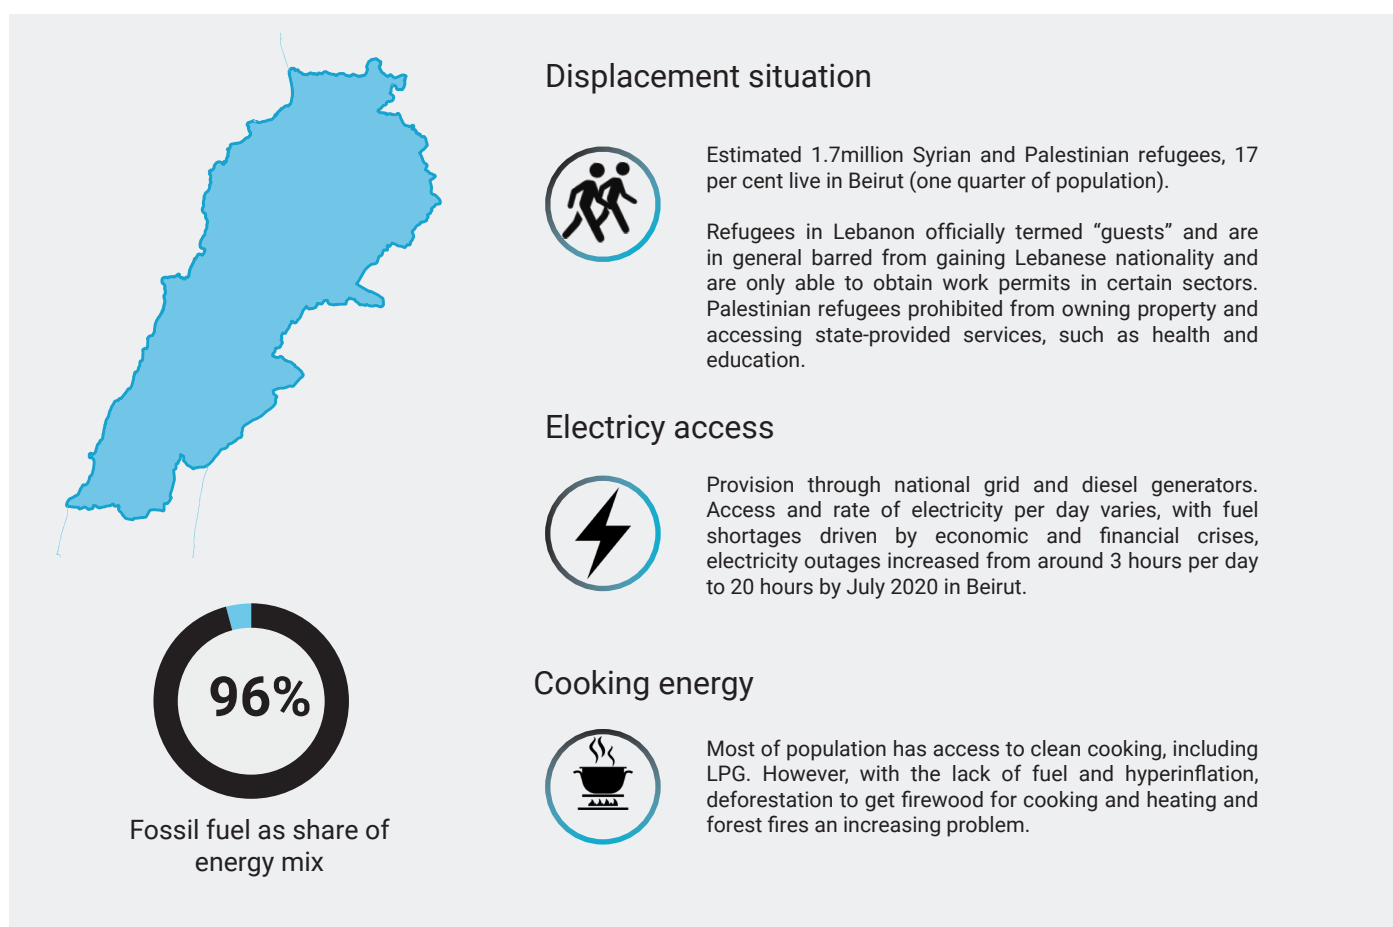 Displacement situation
Estimated 1.7million Syrian and Palestinian refugees, 17
per cent live in Beirut (one quarter of population).
Refugees in Lebanon officially termed “guests” and are
in general barred from gaining Lebanese nationality and
are only able to obtain work permits in certain sectors.
Palestinian refugees prohibited from owning property and
accessing state-provided services, such as health and
education.
Electricy access
Provision through national grid and diesel generators.
Access and rate of electricity per day varies, with fuel
shortages driven by economic and financial crises,
electricity outages increased from around 3 hours per day
to 20 hours by July 2020 in Beirut.
96%
Fossil fuel as share of
energy mix
Cooking energy
Most of population has access to clean cooking, including
LPG. However, with the lack of fuel and hyperinflation,
deforestation to get firewood for cooking and heating and
forest fires an increasing problem.